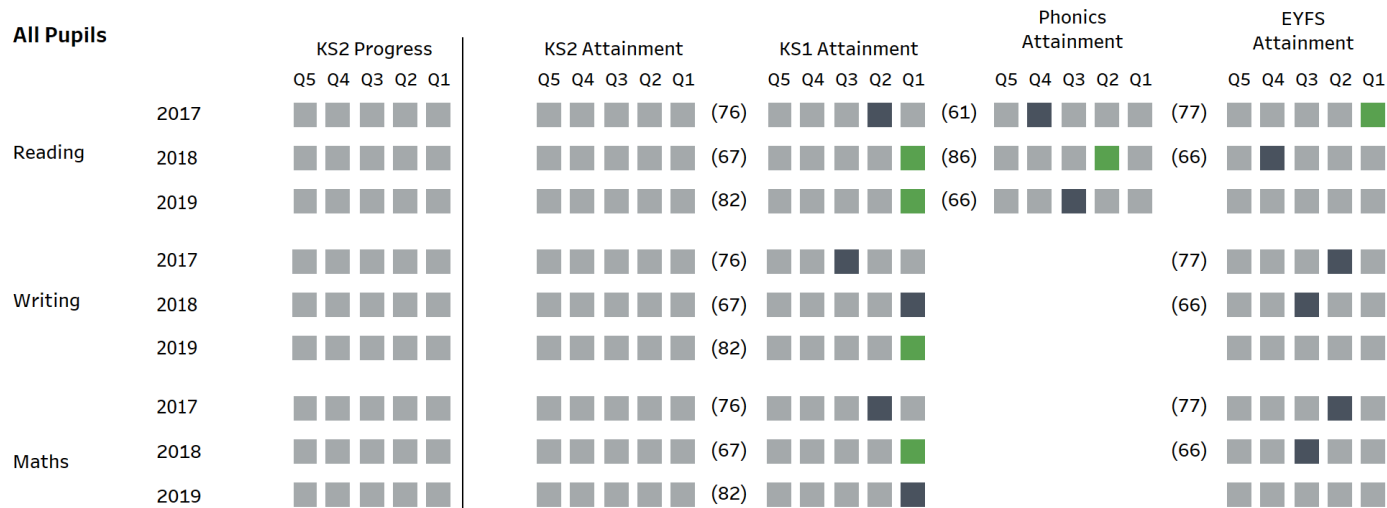 All Pupils
KS2 Progress KS2 Attainment KS1 Attainment Phonics Attainment EYFS Attainment
Q5 Q4 Q3 Q2 Q1 Q5 Q4 Q3 Q2 Q1 Q5 Q4 Q3 Q2 Q1 Q5 Q4 Q3 Q2 Q1 Q5 Q4 Q3 Q2 Q1
Reading
2017 (76) (61) (77)
2018 (67) (86) (66)
2019 (82) (66)
Writing
2017 (76) (77)
2018 (67) (66)
2019 (82)
Maths
2017 (76) (77)
2018 (67) (66)
2019 (82)